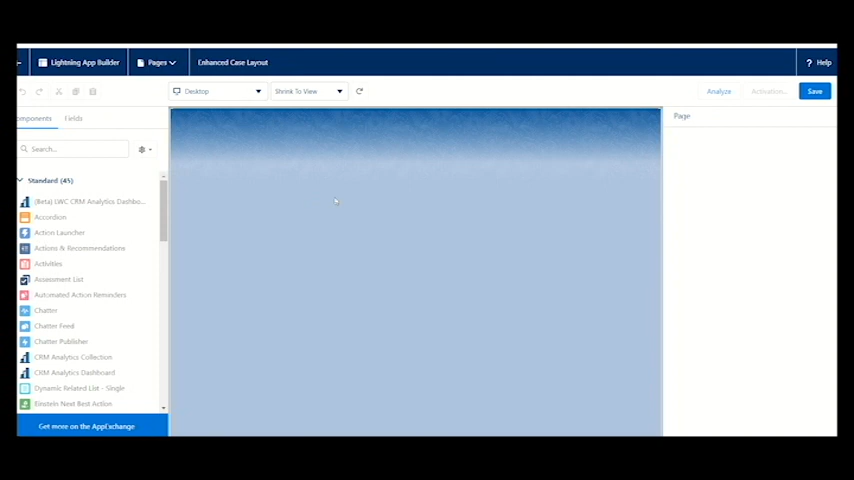 Lightning App Builder
Pages
Enhanced Case Layout
? Help
Desktop
Shrink To View
Analyze
Activation...
Save
omponents
Fields
Page
Search...
Standard (45)
(Beta) LWC CRM Analytics Dashbo...
Accordion
Action Launcher
Actions & Recommendations
Activities
Assessment List
Automated Action Reminders
Chatter
Chatter Feed
Chatter Publisher
CRM Analytics Collection
CRM Analytics Dashboard
Dynamic Related List - Single
Einstein Next Best Action
Get more on the AppExchange